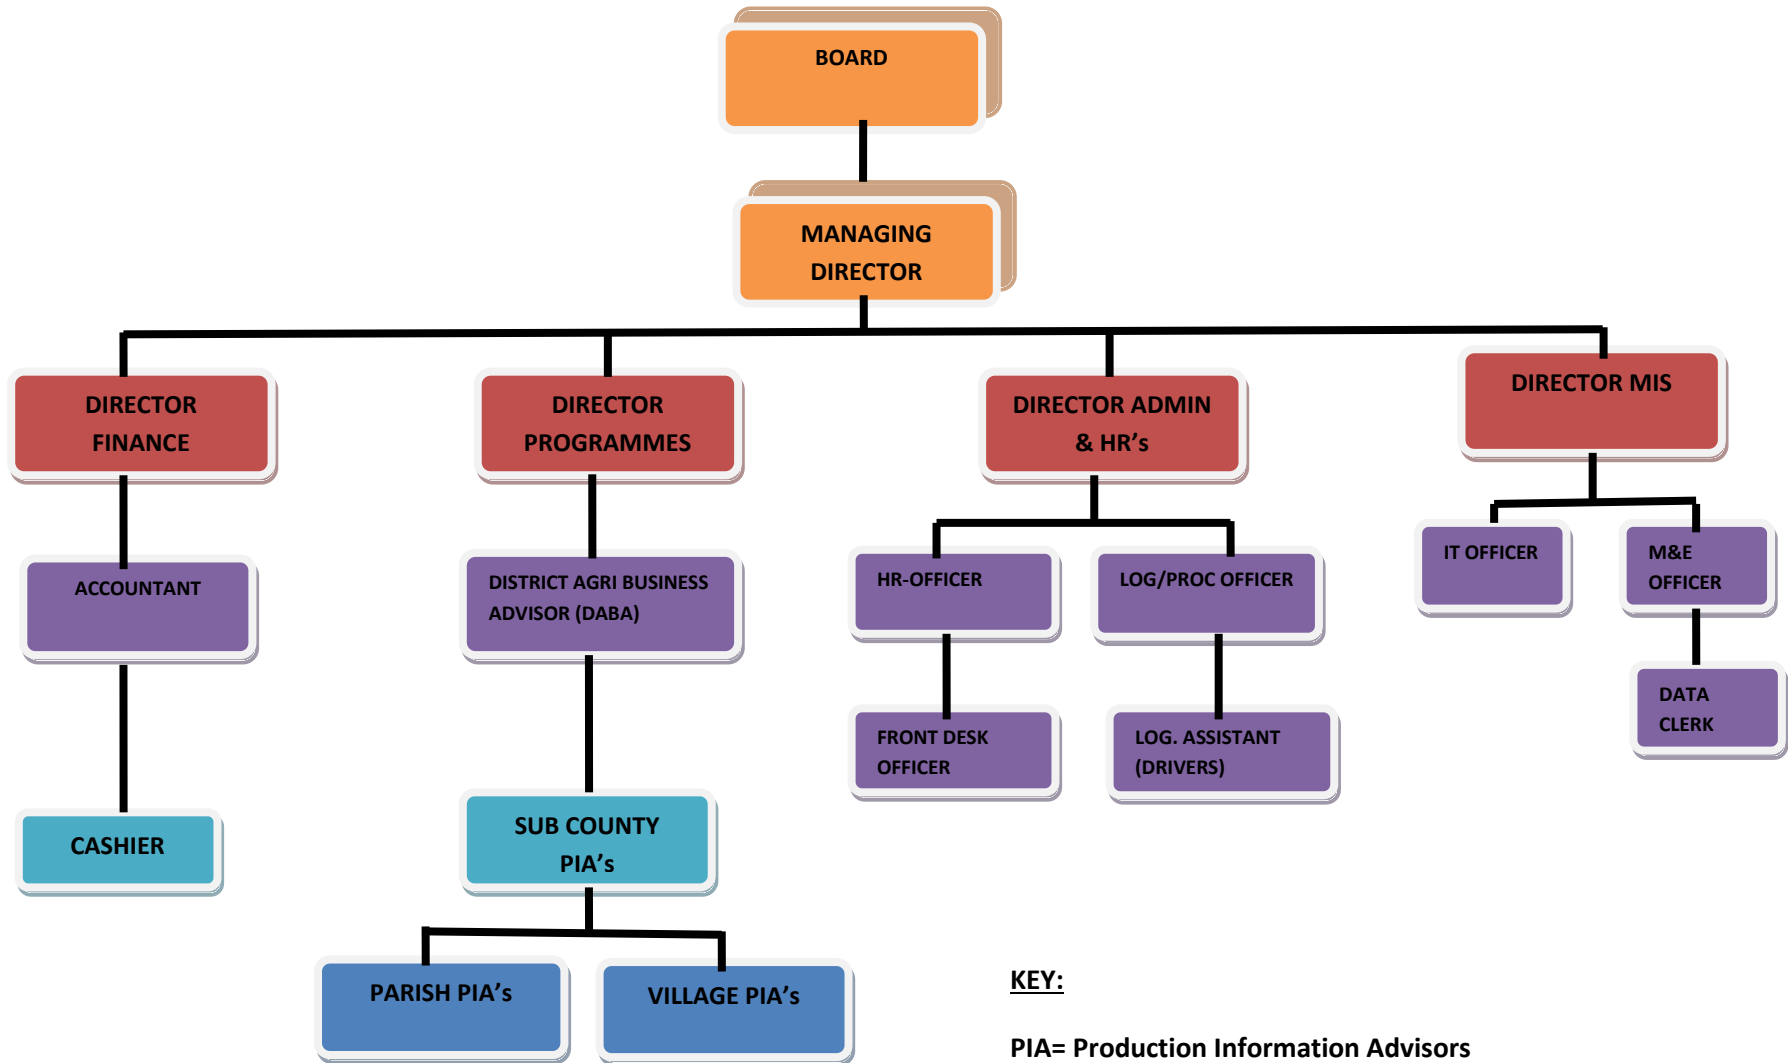 BOARD
MANAGING
DIRECTOR
DIRECTOR
FINANCE
DIRECTOR
PROGRAMMES
DIRECTOR ADMIN
& HR’s
DIRECTOR MIS
ACCOUNTANT
DISTRICT AGRI BUSINESS
ADVISOR (DABA)
HR-OFFICER
LOG/PROC OFFICER
IT OFFICER
M&E
OFFICER
FRONT DESK
OFFICER
LOG. ASSISTANT
(DRIVERS)
DATA
CLERK
CASHIER
SUB COUNTY
PIA’s
PARISH PIA’s
VILLAGE PIA’s
KEY:
PIA= Production Information Advisors